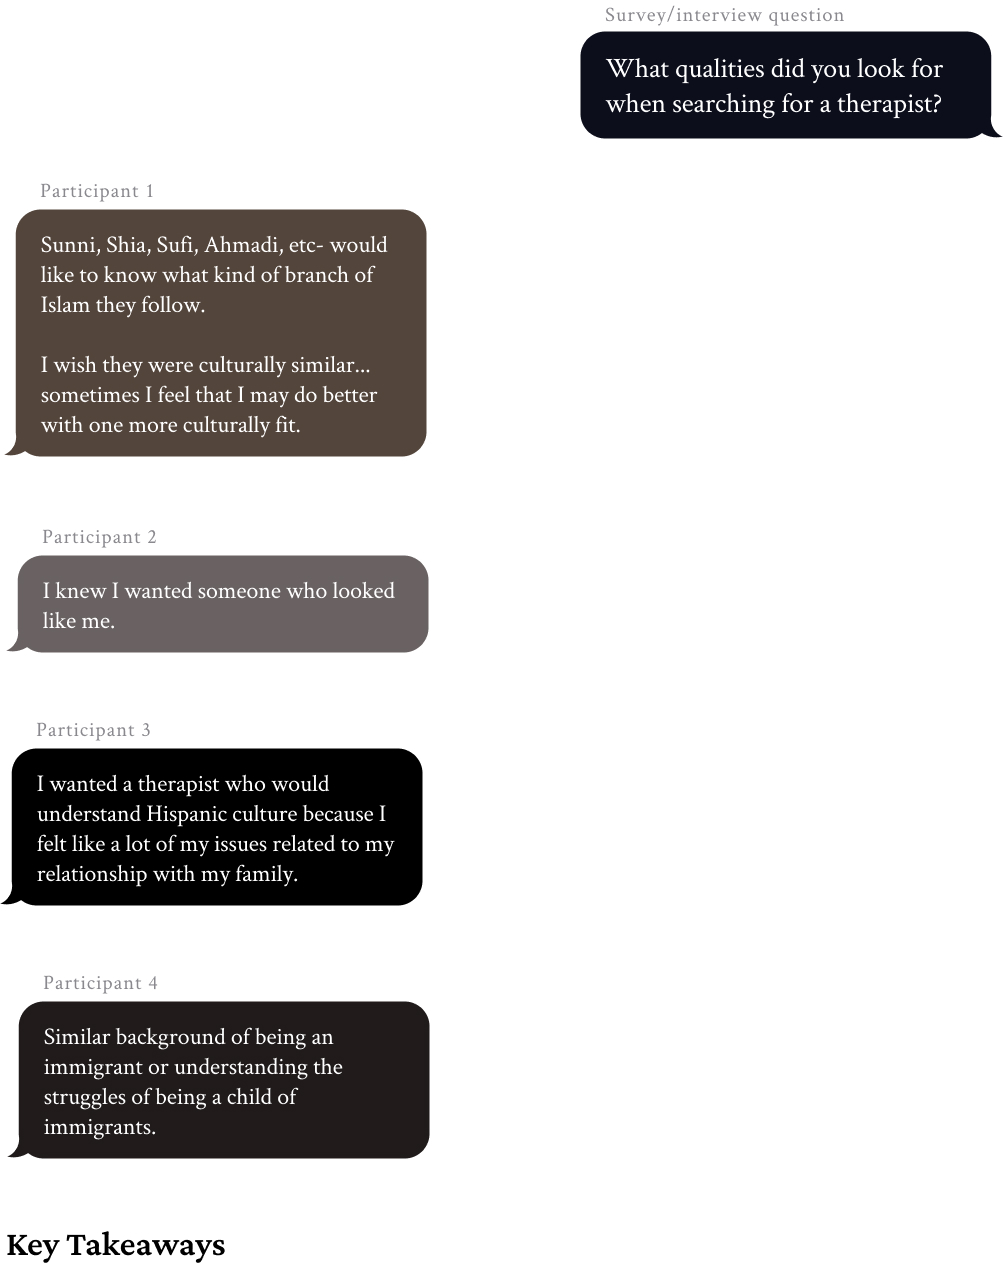 Survey/interview question
What qualities did you look for
when searching for a therapist?
Participant 1
Sunni, Shia, Sufi, Ahmadi, etc- would
like to know what kind of branch of
Islam they follow.
I wish they were culturally similar...
sometimes I feel that I may do better
with one more culturally fit.
Participant 2
I knew I wanted someone who looked
like me.
Participant 3
I wanted a therapist who would
understand Hispanic culture because I
felt like a lot of my issues related to my
relationship with my family.
Participant 4
Similar background of being an
immigrant or understanding the
struggles of being a child of
immigrants.
Key Takeaways